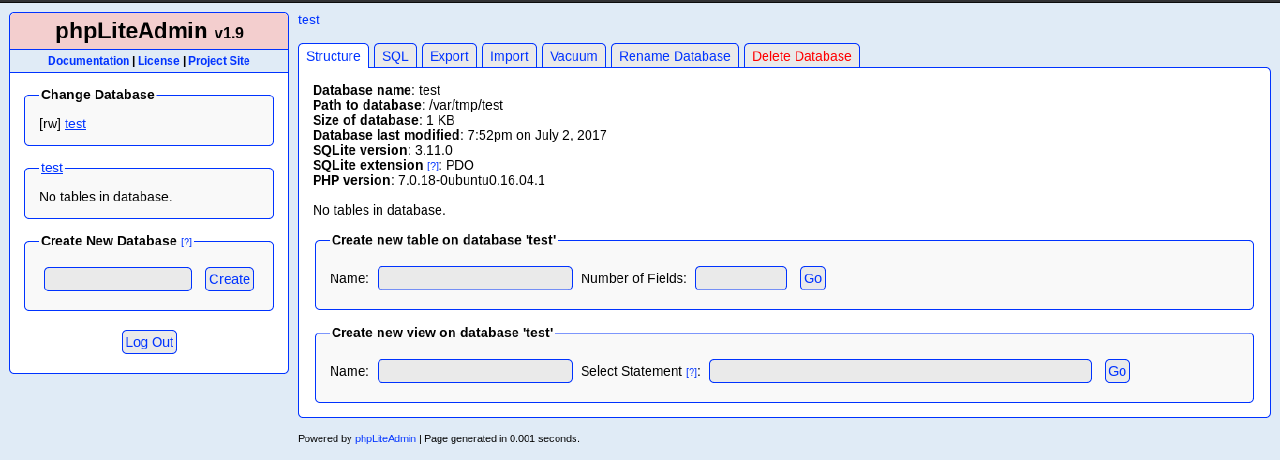 phpLiteAdmin v1.9
Documentation | License | Project Site
Change Database
[rw] test
test
No tables in database.
Create New Database [?]
Create
Log Out
test
Structure SQL Export Import Vacuum Rename Database Delete Database
Database name: test
Path to database: /var/tmp/test
Size of database: 1 KB
Database last modified: 7:52pm on July 2, 2017
SQLite version: 3.11.0
SQLite extension [?]: PDO
PHP version: 7.0.18-0ubuntu0.16.04.1
No tables in database.
Create new table on database 'test'
Name: Number of Fields: Go
Create new view on database 'test'
Name: Select Statement [?]: Go
Powered by phpLiteAdmin | Page generated in 0.001 seconds.